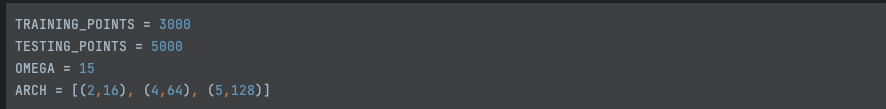 TRAINING_POINTS = 3000
TESTING_POINTS = 5000
OMEGA = 15
ARCH = [(2,16), (4,64), (5,128)]